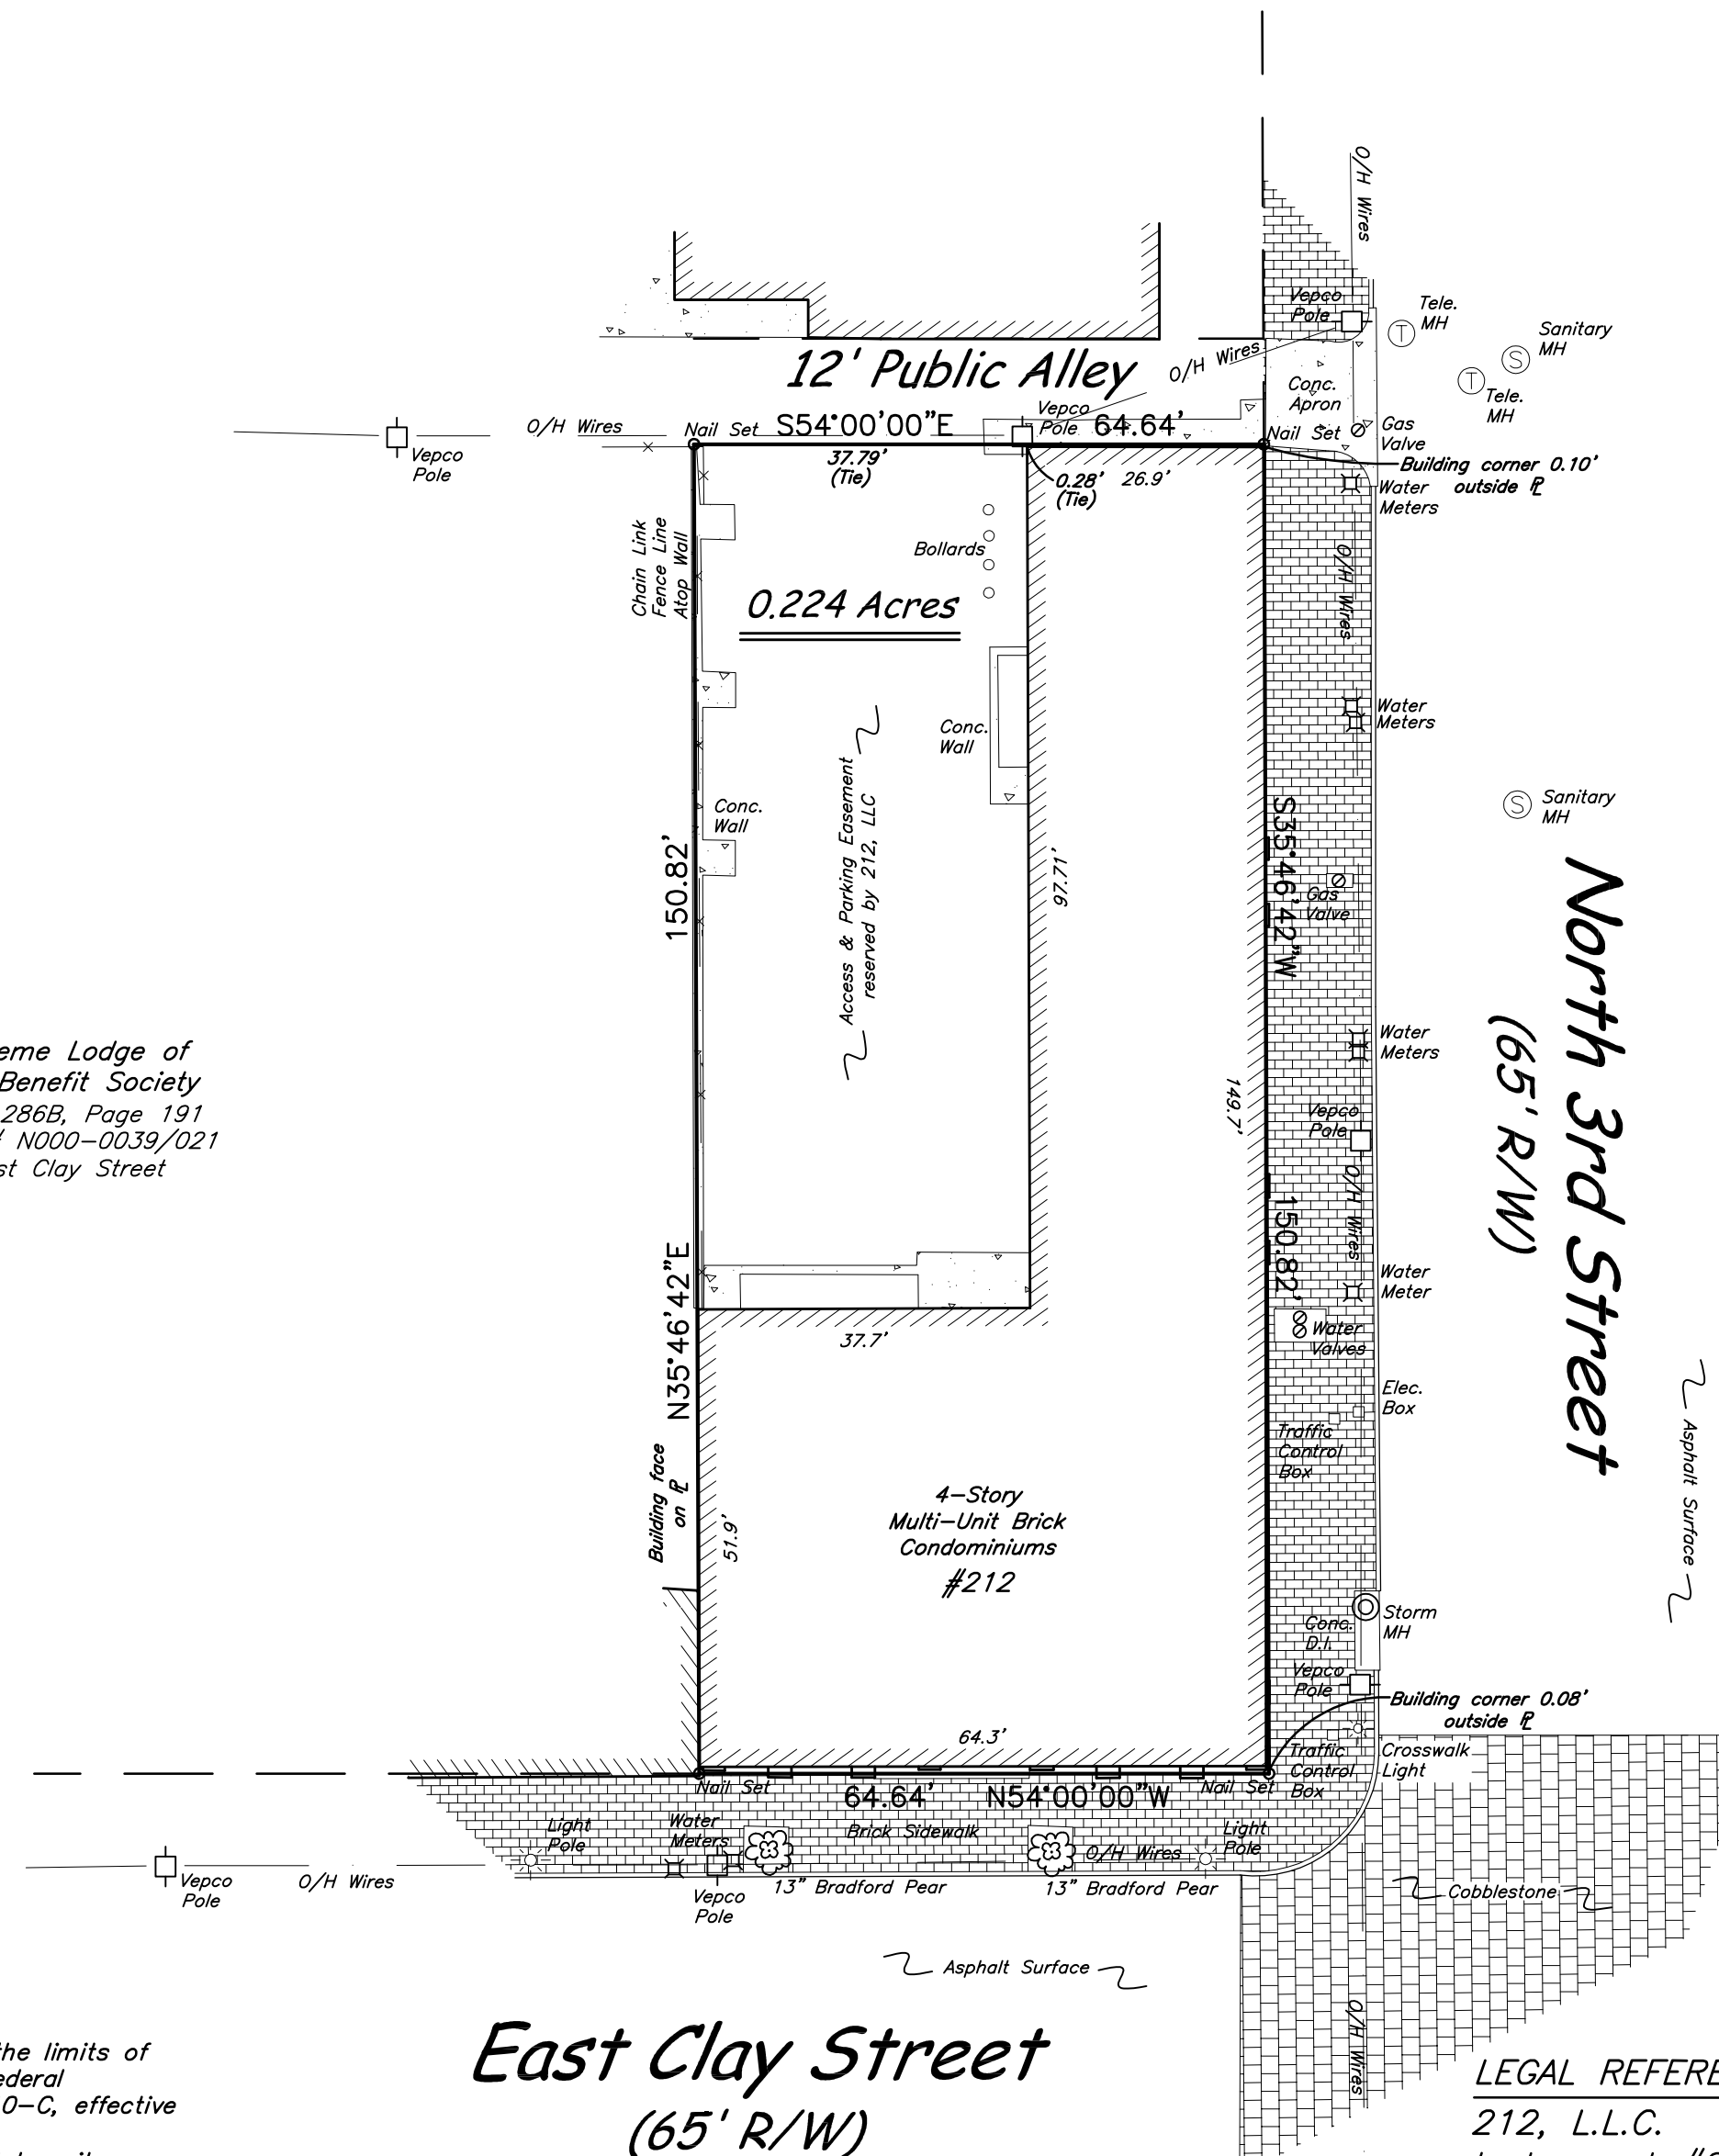 O/H Wires
Vepco
Pole
Tele.
MH
Sanitary
MH
12' Public Alley
O/H Wires
Conc.
Apron
Tele.
MH
Vepco
Pole
O/H Wires
Nail Set
S54°00'00"E
Vepco
Pole
64.64'
Nail Set
Gas
Valve
37.79'
(Tie)
0.28'
(Tie)
26.9'
Building corner 0.10'
outside ⅊
Water
Meters
Chain Link
Fence Line
Atop Wall
Bollards
O/H Wires
0.224 Acres
Water
Meters
Conc.
Wall
Access & Parking Easement
reserved by 212, LLC
Conc.
Wall
150.82'
97.71'
S35°46'42"W
Gas
Valve
Sanitary
MH
North 3rd Street
(65' R/W)
eme Lodge of
Benefit Society
286B, Page 191
N000-0039/021
st Clay Street
Water
Meters
149.7'
Vepco
Pole
O/H Wires
150.82'
N35°46'42"E
Water
Meter
37.7'
Water
Valves
Elec.
Box
Traffic
Control
Box
Asphalt Surface
Building face
on ⅊
51.9'
4-Story
Multi-Unit Brick
Condominiums
#212
Conc.
D.I.
Storm
MH
Vepco
Pole
Building corner 0.08'
outside ⅊
64.3'
Traffic
Control
Box
Crosswalk
Light
Nail Set
64.64'
N54°00'00"W
Nail Set
Light
Pole
Water
Meters
Brick Sidewalk
O/H Wires
Light
Pole
Vepco
Pole
O/H Wires
Vepco
Pole
13" Bradford Pear
13" Bradford Pear
Cobblestone
Asphalt Surface
O/H Wires
East Clay Street
(65' R/W)
the limits of
ederal
0-C, effective
LEGAL REFERE
212, L.L.C.